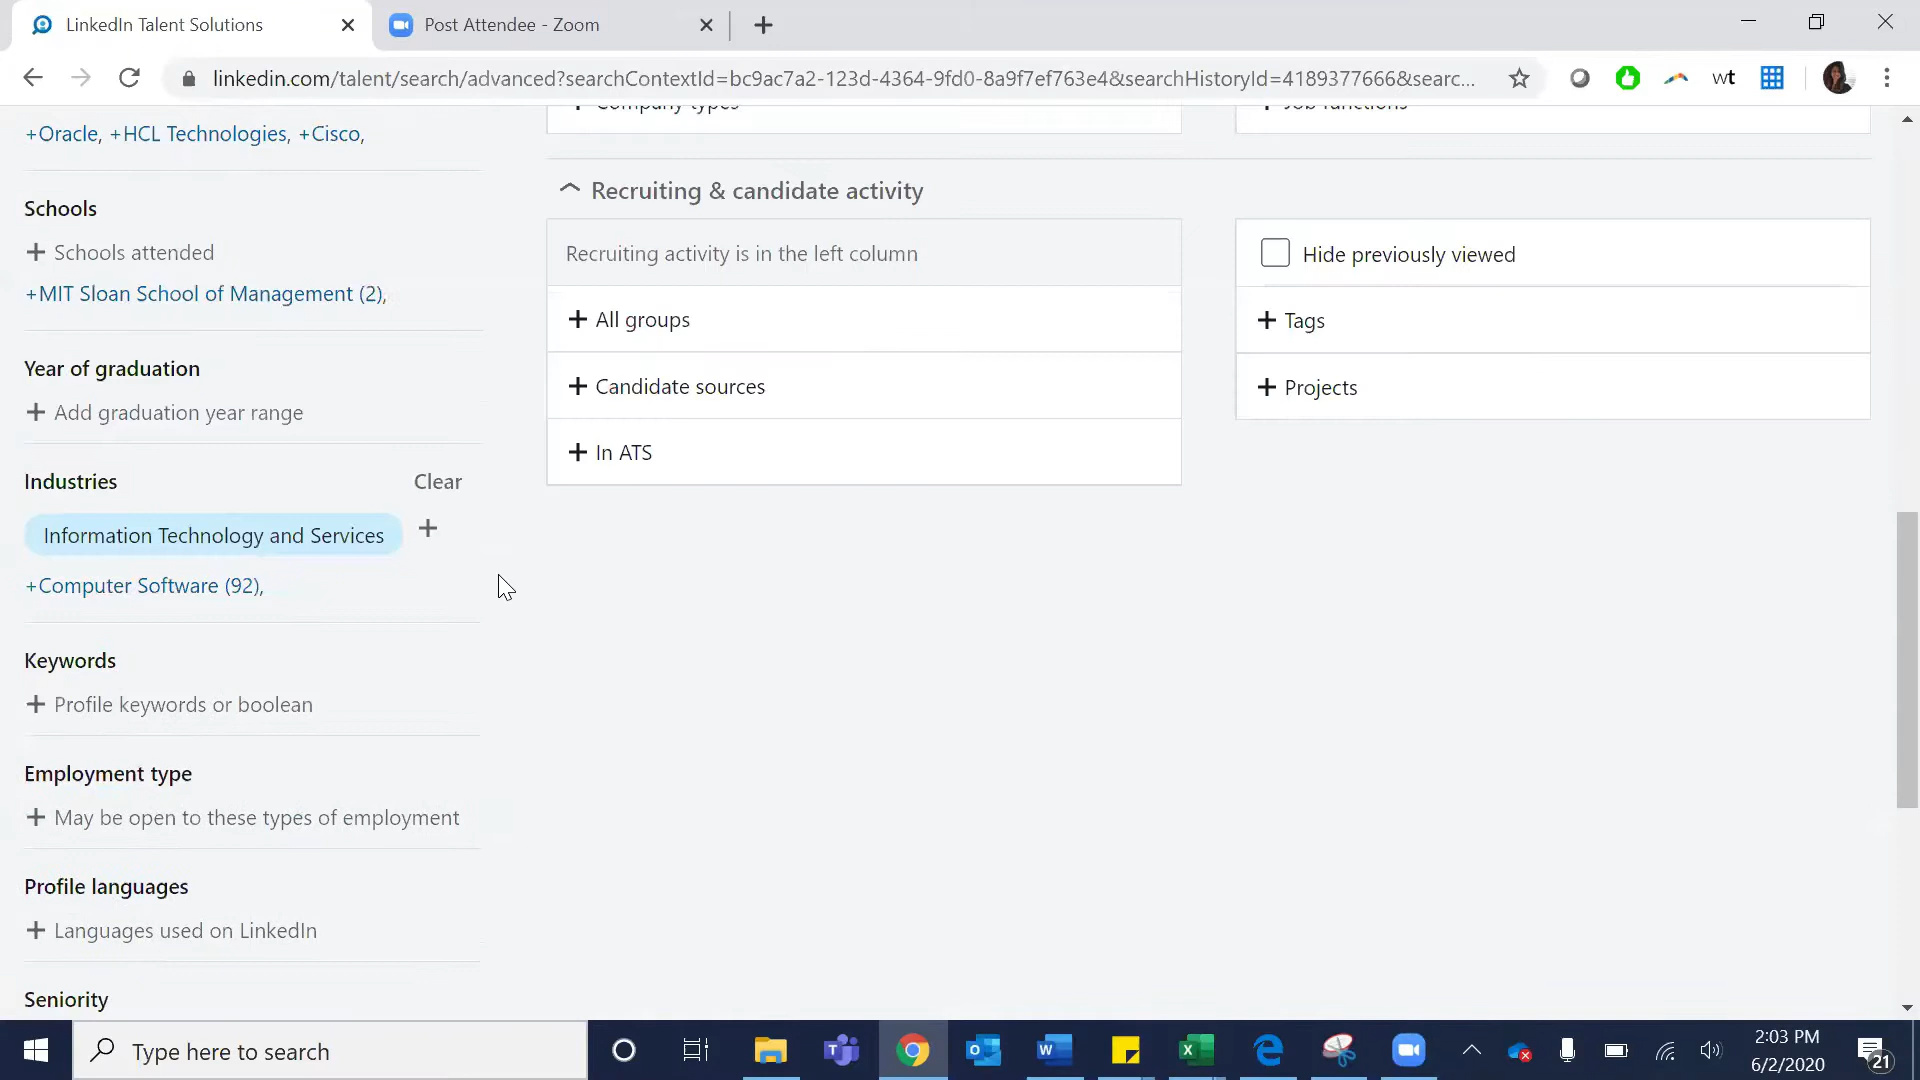 LinkedIn Talent Solutions
Post Attendee - Zoom
linkedin.com/talent/search/advanced?searchContextId=bc9ac7a2-123d-4364-9fd0-8a9f7ef763e4&searchHistoryId=4189377666&searc...
wt
+Oracle, +HCL Technologies, +Cisco,
Schools
+ Schools attended
+MIT Sloan School of Management (2),
Year of graduation
+ Add graduation year range
Industries
Clear
Information Technology and Services +
+Computer Software (92),
Keywords
+ Profile keywords or boolean
Employment type
+ May be open to these types of employment
Profile languages
+ Languages used on LinkedIn
Seniority
+ Company types
+ Job functions
Recruiting & candidate activity
Recruiting activity is in the left column
+ All groups
+ Candidate sources
+ In ATS
Hide previously viewed
+ Tags
+ Projects
Type here to search
2:03 PM
6/2/2020
21